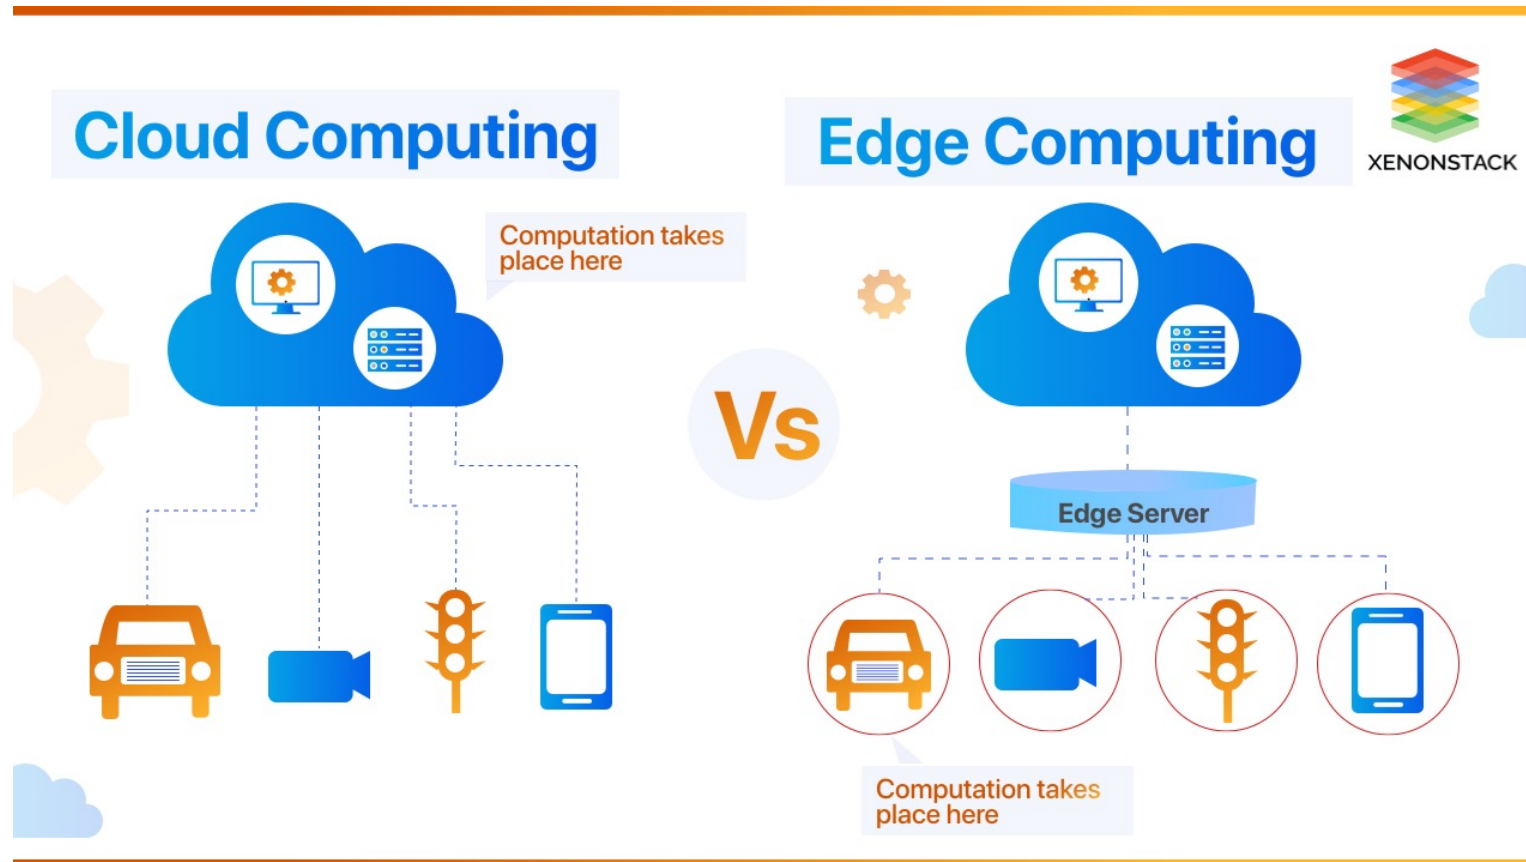 Cloud Computing
Computation takes
place here
Vs
Edge Computing
XENONSTACK
Edge Server
Computation takes
place here